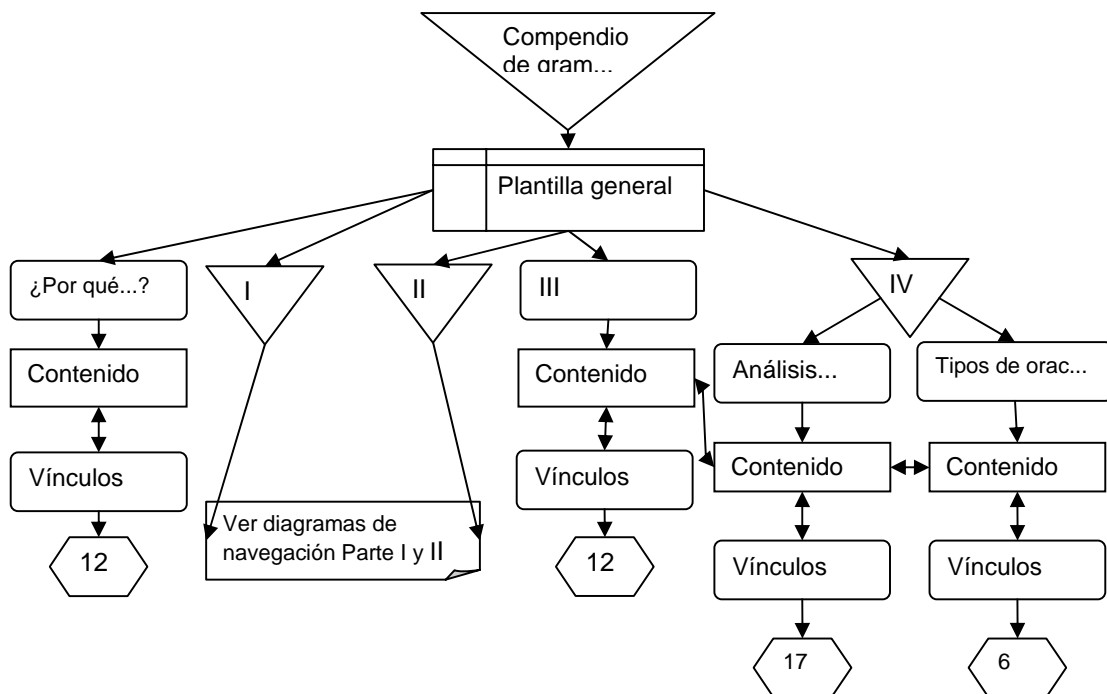 Compendio
de gram...
Plantilla general
¿Por qué...?
I
II
III
IV
Contenido
Contenido
Análisis...
Tipos de orac...
Vínculos
Vínculos
Contenido
Contenido
Ver diagramas de
navegación Parte I y II
12
12
Vínculos
Vínculos
17
6